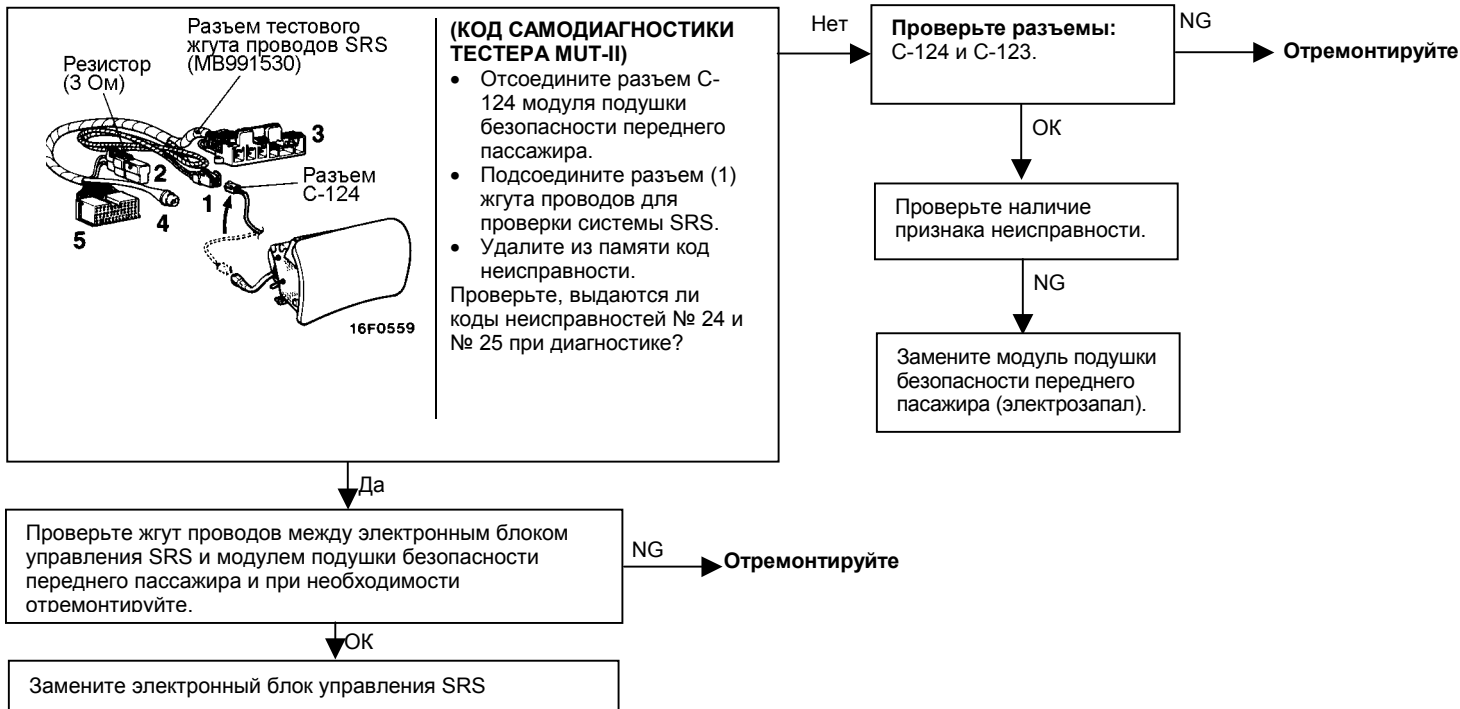 Разъем тестового
жгута проводов SRS
(MB991530)
Резистор
(3 Ом)
3
2
1
Разъем
C-124
4
5
16F0559
(КОД САМОДИАГНОСТИКИ
ТЕСТЕРА MUT-II)
• Отсоедините разъем C-
124 модуля подушки
безопасности переднего
пассажира.
• Подсоедините разъем (1)
жгута проводов для
проверки системы SRS.
• Удалите из памяти код
неисправности.
Проверьте, выдаются ли
коды неисправностей № 24 и
№ 25 при диагностике?
Нет
Проверьте разъемы:
C-124 и C-123.
NG
Отремонтируйте
ОК
Проверьте наличие
признака неисправности.
NG
Замените модуль подушки
безопасности переднего
пасажира (электрозапал).
Да
Проверьте жгут проводов между электронным блоком
управления SRS и модулем подушки безопасности
переднего пассажира и при необходимости
отремонтируйте.
NG
Отремонтируйте
ОК
Замените электронный блок управления SRS